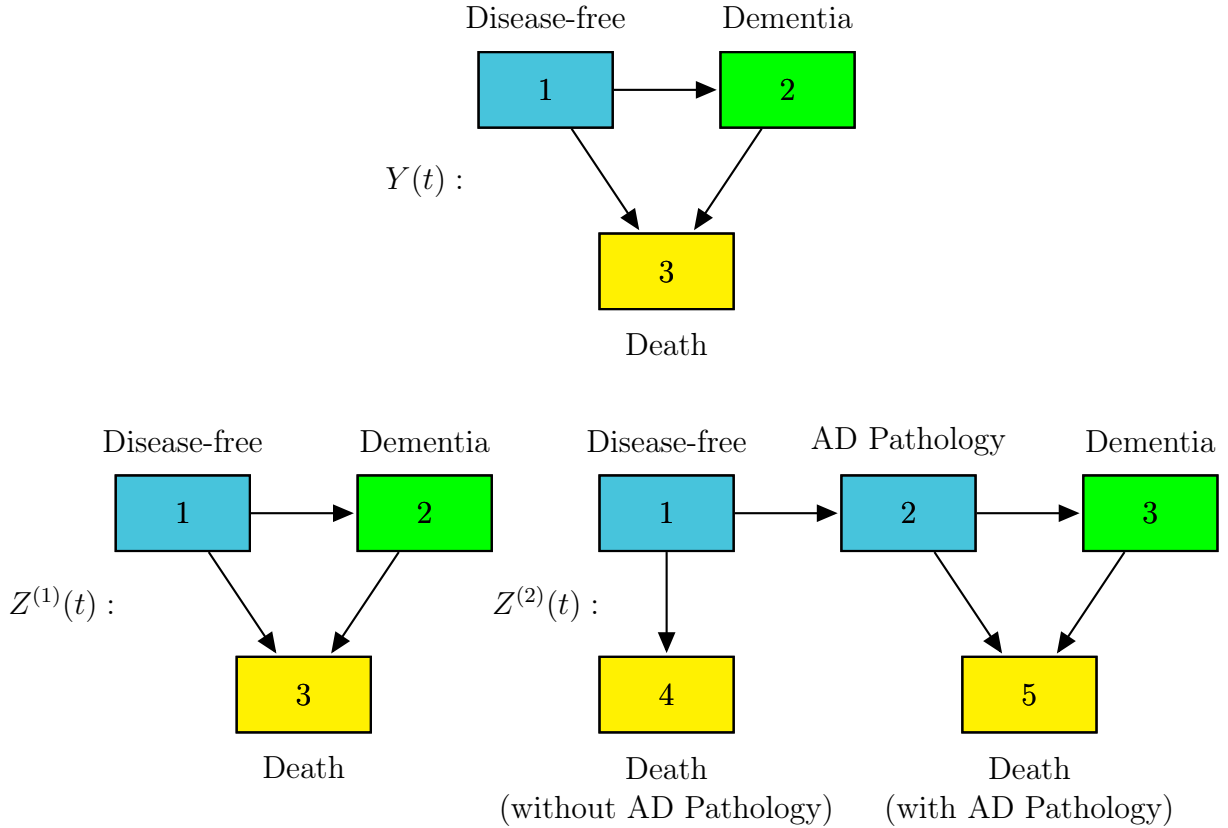 Disease-free Dementia
1 2
Y(t) :
3
Death
Disease-free Dementia Disease-free AD Pathology Dementia
1 2 1 2 3
Z^{(1)}(t) : Z^{(2)}(t) :
3 4 5
Death Death Death
(without AD Pathology) (with AD Pathology)